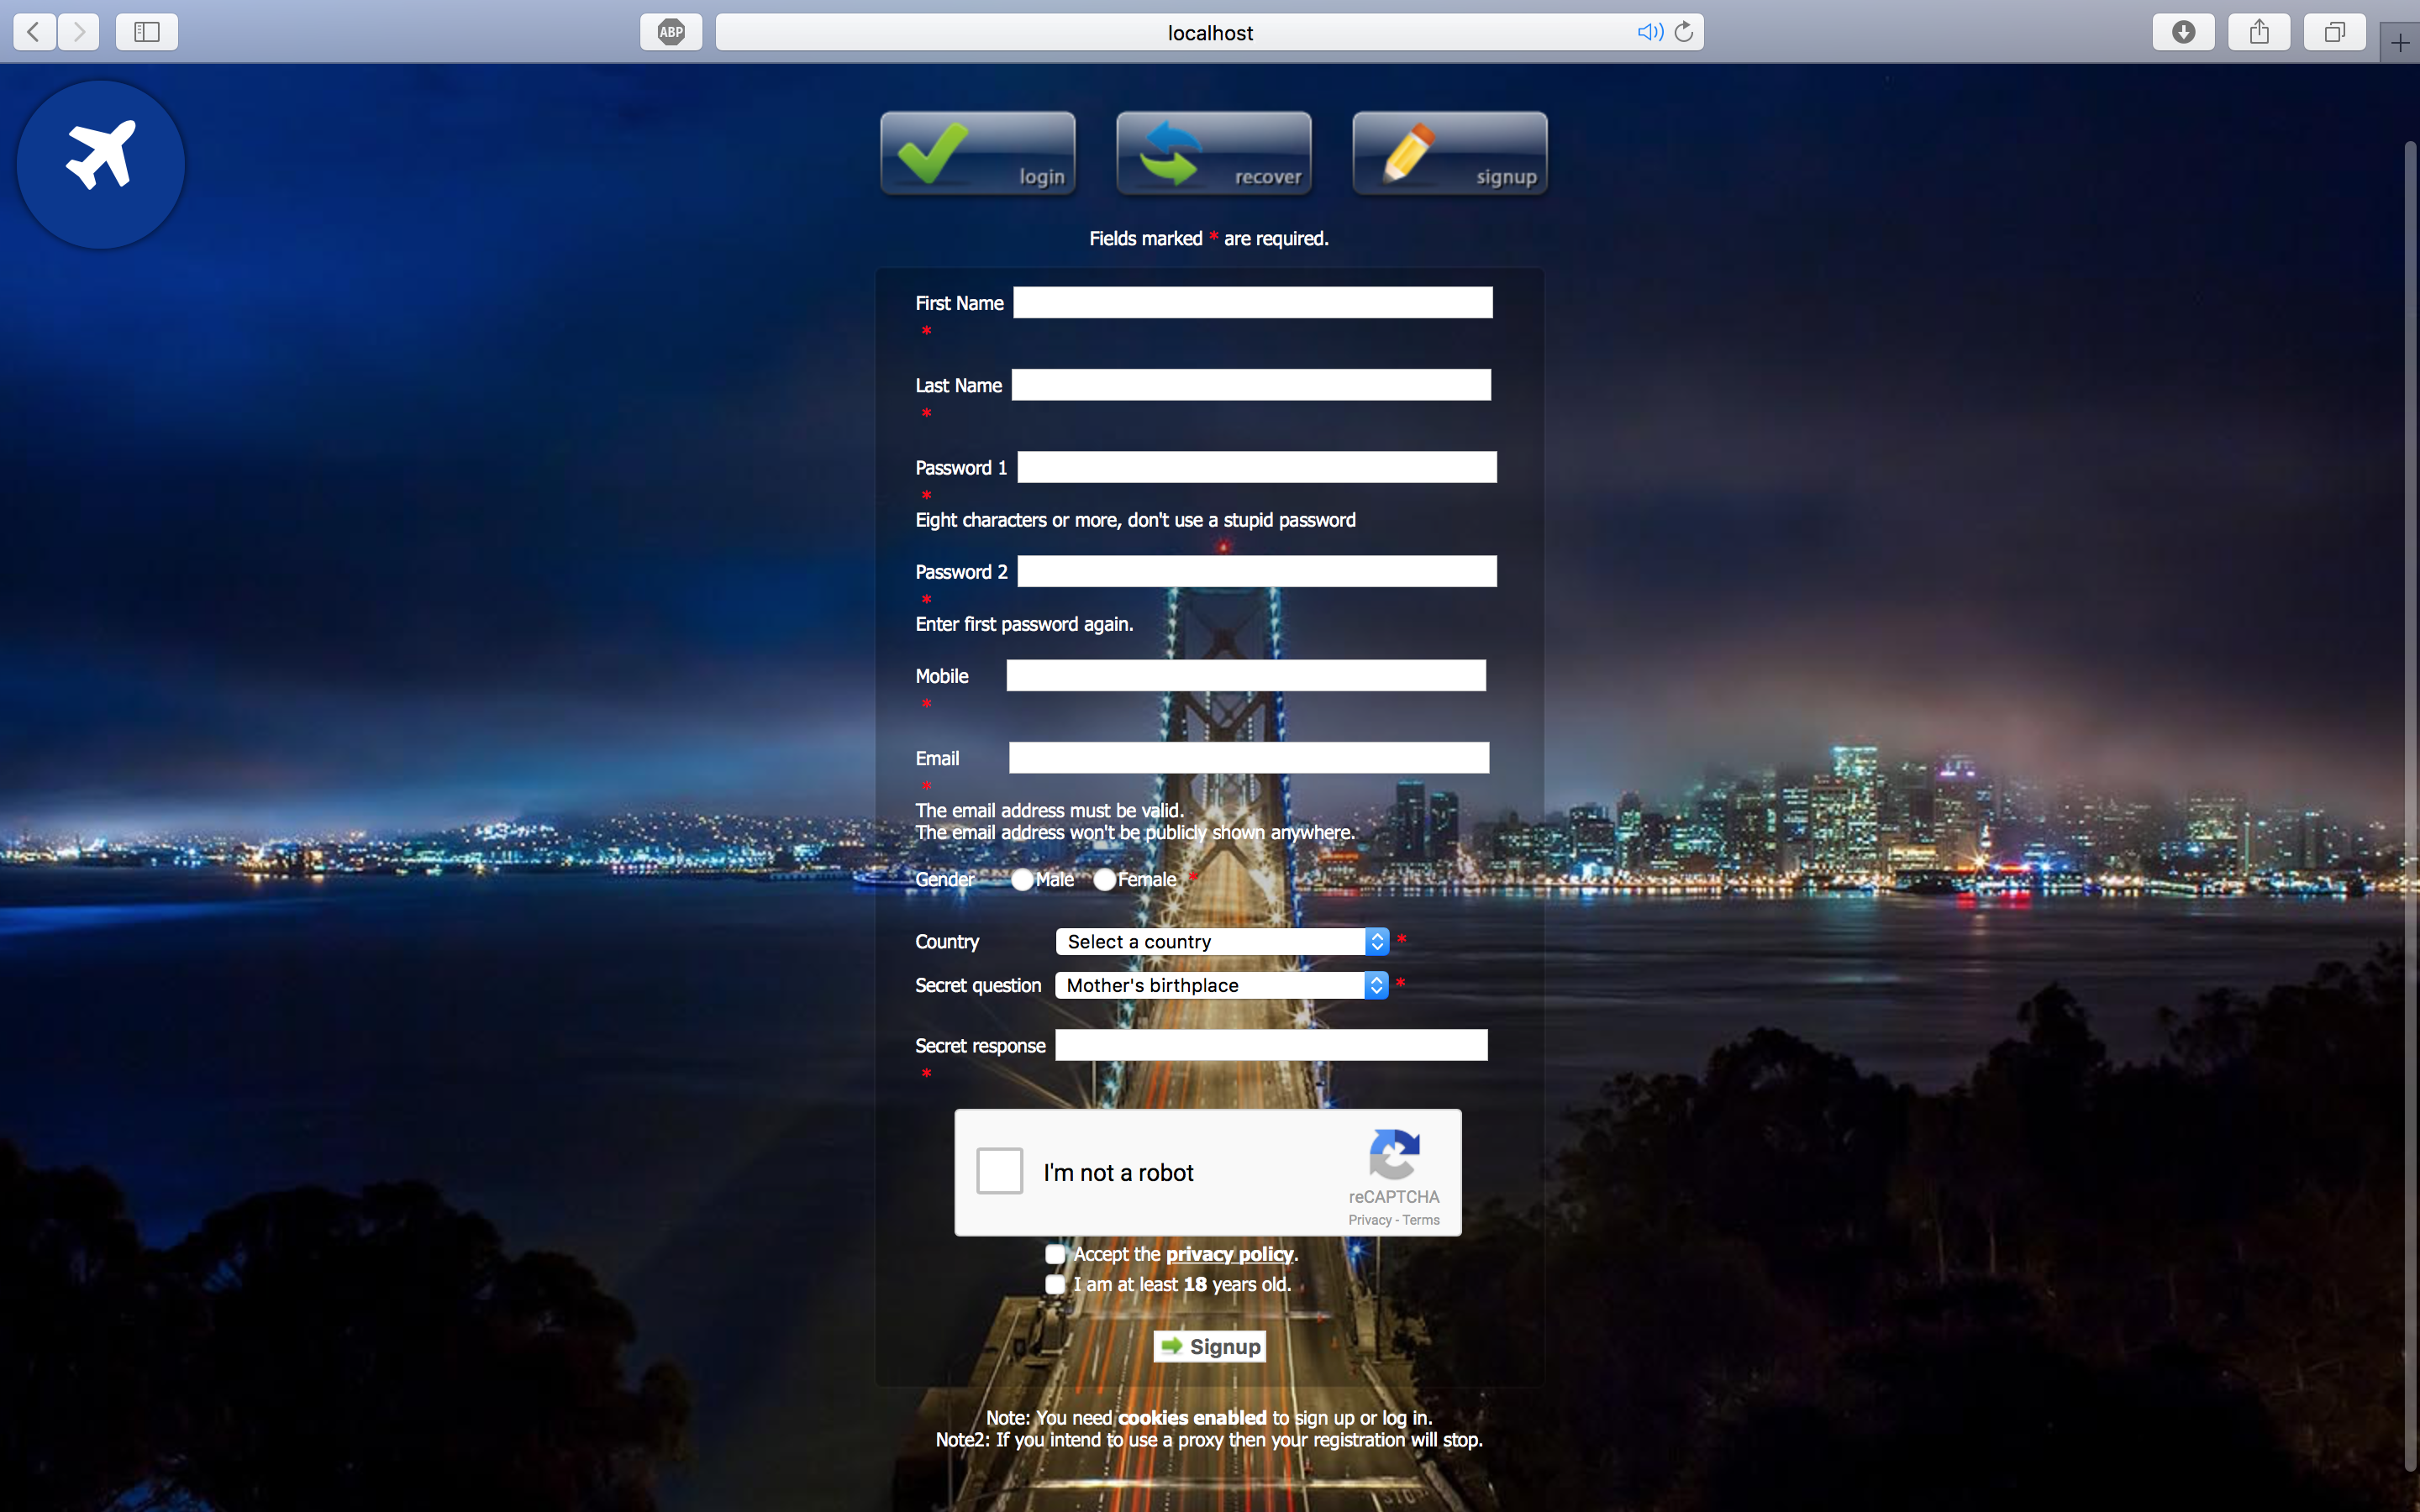 ABP
localhost
login
recover
signup
Fields marked * are required.
First Name
*
Last Name
*
Password 1
*
Eight characters or more, don't use a stupid password
Password 2
*
Enter first password again.
Mobile
*
Email
*
The email address must be valid.
The email address won't be publicly shown anywhere.
Gender Male Female *
Country Select a country *
Secret question Mother's birthplace *
Secret response
*
I'm not a robot
reCAPTCHA
Privacy - Terms
Accept the privacy policy.
I am at least 18 years old.
Signup
Note: You need cookies enabled to sign up or log in.
Note2: If you intend to use a proxy then your registration will stop.